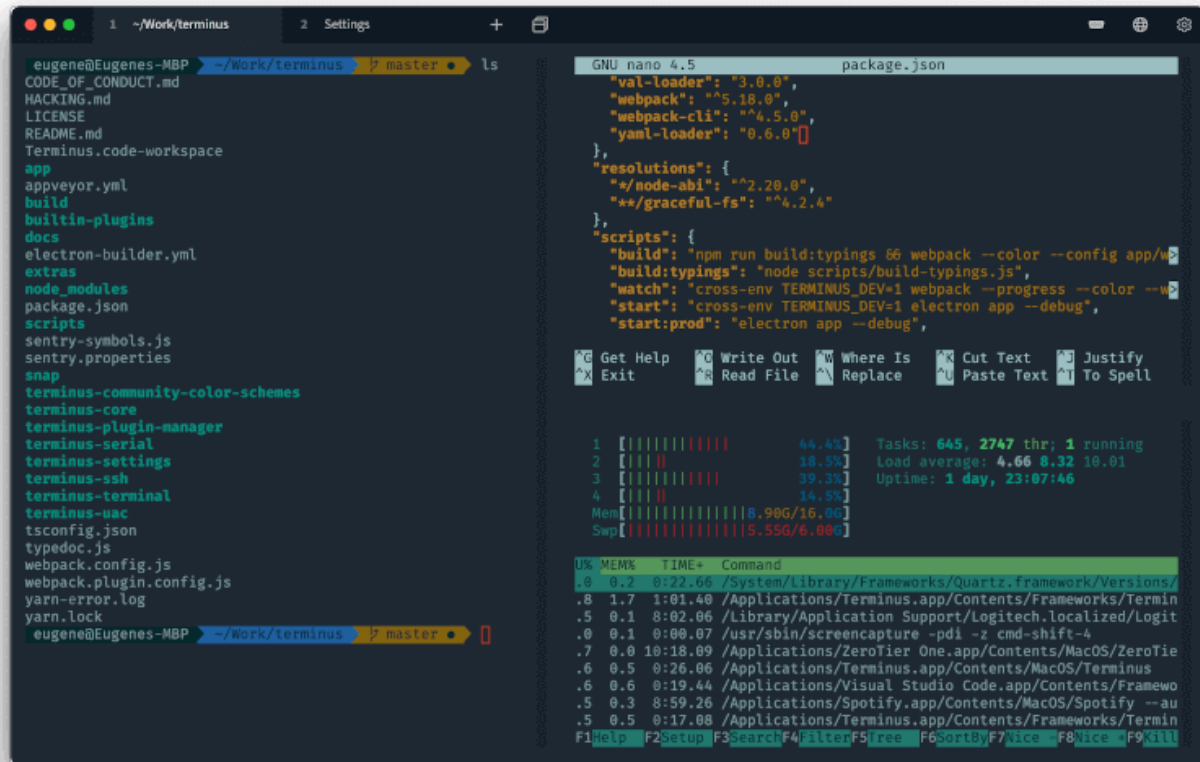 1 ~/Work/terminus
2 Settings
eugene@Eugenes-MBP ~/Work/terminus master ● ls
CODE_OF_CONDUCT.md
HACKING.md
LICENSE
README.md
Terminus.code-workspace
app
appveyor.yml
build
builtin-plugins
docs
electron-builder.yml
extras
node_modules
package.json
scripts
sentry-symbols.js
sentry.properties
snap
terminus-community-color-schemes
terminus-core
terminus-plugin-manager
terminus-serial
terminus-settings
terminus-ssh
terminus-terminal
terminus-uac
tsconfig.json
typedoc.js
webpack.config.js
webpack.plugin.config.js
yarn-error.log
yarn.lock
eugene@Eugenes-MBP ~/Work/terminus master ●
GNU nano 4.5 package.json
"val-loader": "3.0.0",
"webpack": "^5.18.0",
"webpack-cli": "^4.5.0",
"yaml-loader": "0.6.0"
},
"resolutions": {
"*/node-abi": "^2.20.0",
"**/graceful-fs": "^4.2.4"
},
"scripts": {
"build": "npm run build:typings && webpack --color --config app/w>
"build:typings": "node scripts/build-typings.js",
"watch": "cross-env TERMINUS_DEV=1 webpack --progress --color --w>
"start": "cross-env TERMINUS_DEV=1 electron app --debug",
"start:prod": "electron app --debug",
^G Get Help ^O Write Out ^W Where Is ^K Cut Text ^J Justify
^X Exit ^R Read File ^\ Replace ^U Paste Text ^T To Spell
1 [||||||||||||| 44.4%] Tasks: 645, 2747 thr; 1 running
2 [||||| 18.5%] Load average: 4.66 8.32 10.01
3 [|||||||||||| 39.3%] Uptime: 1 day, 23:07:46
4 [||||| 14.5%]
Mem[||||||||||||||||8.90G/16.0G]
Swp[||||||||||||||||5.55G/6.00G]
U% MEM% TIME+ Command
.0 0.2 0:22.66 /System/Library/Frameworks/Quartz.framework/Versions/
.8 1.7 1:01.40 /Applications/Terminus.app/Contents/Frameworks/Termin
.5 0.1 8:02.06 /Library/Application Support/Logitech.localized/Logit
.0 0.1 0:00.07 /usr/sbin/screencapture -pdi -z cmd-shift-4
.7 0.0 10:18.09 /Applications/ZeroTier One.app/Contents/MacOS/ZeroTie
.6 0.5 0:26.06 /Applications/Terminus.app/Contents/MacOS/Terminus
.6 0.6 0:19.44 /Applications/Visual Studio Code.app/Contents/Framewo
.5 0.3 8:59.26 /Applications/Spotify.app/Contents/MacOS/Spotify --au
.5 0.5 0:17.08 /Applications/Terminus.app/Contents/Frameworks/Termin
F1Help F2Setup F3SearchF4FilterF5Tree F6SortByF7Nice -F8Nice +F9Kill